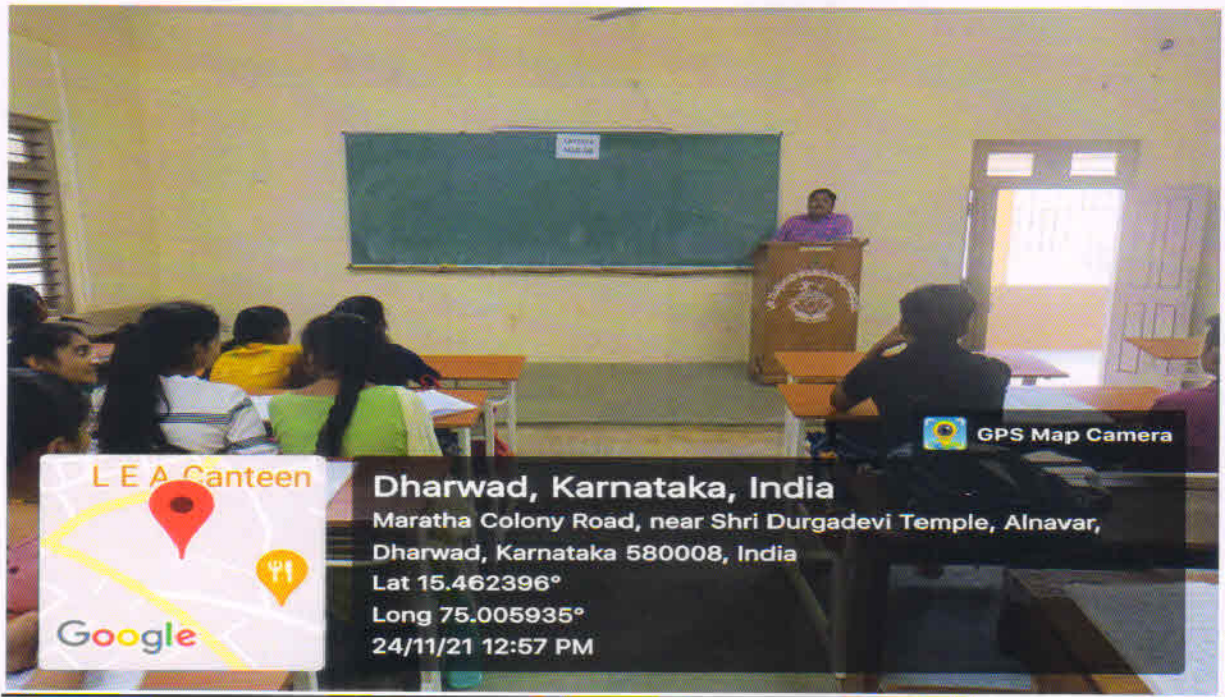 GPS Map Camera
L E A Canteen
Google
Dharwad, Karnataka, India
Maratha Colony Road, near Shri Durgadevi Temple, Alnavar,
Dharwad, Karnataka 580008, India
Lat 15.462396°
Long 75.005935°
24/11/21 12:57 PM